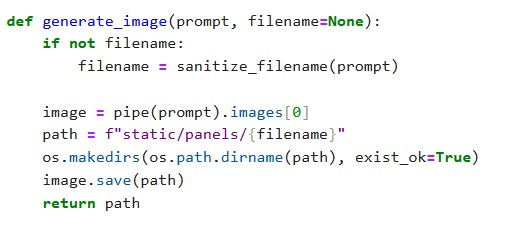 def generate_image(prompt, filename=None):
    if not filename:
        filename = sanitize_filename(prompt)

    image = pipe(prompt).images[0]
    path = f"static/panels/{filename}"
    os.makedirs(os.path.dirname(path), exist_ok=True)
    image.save(path)
    return path